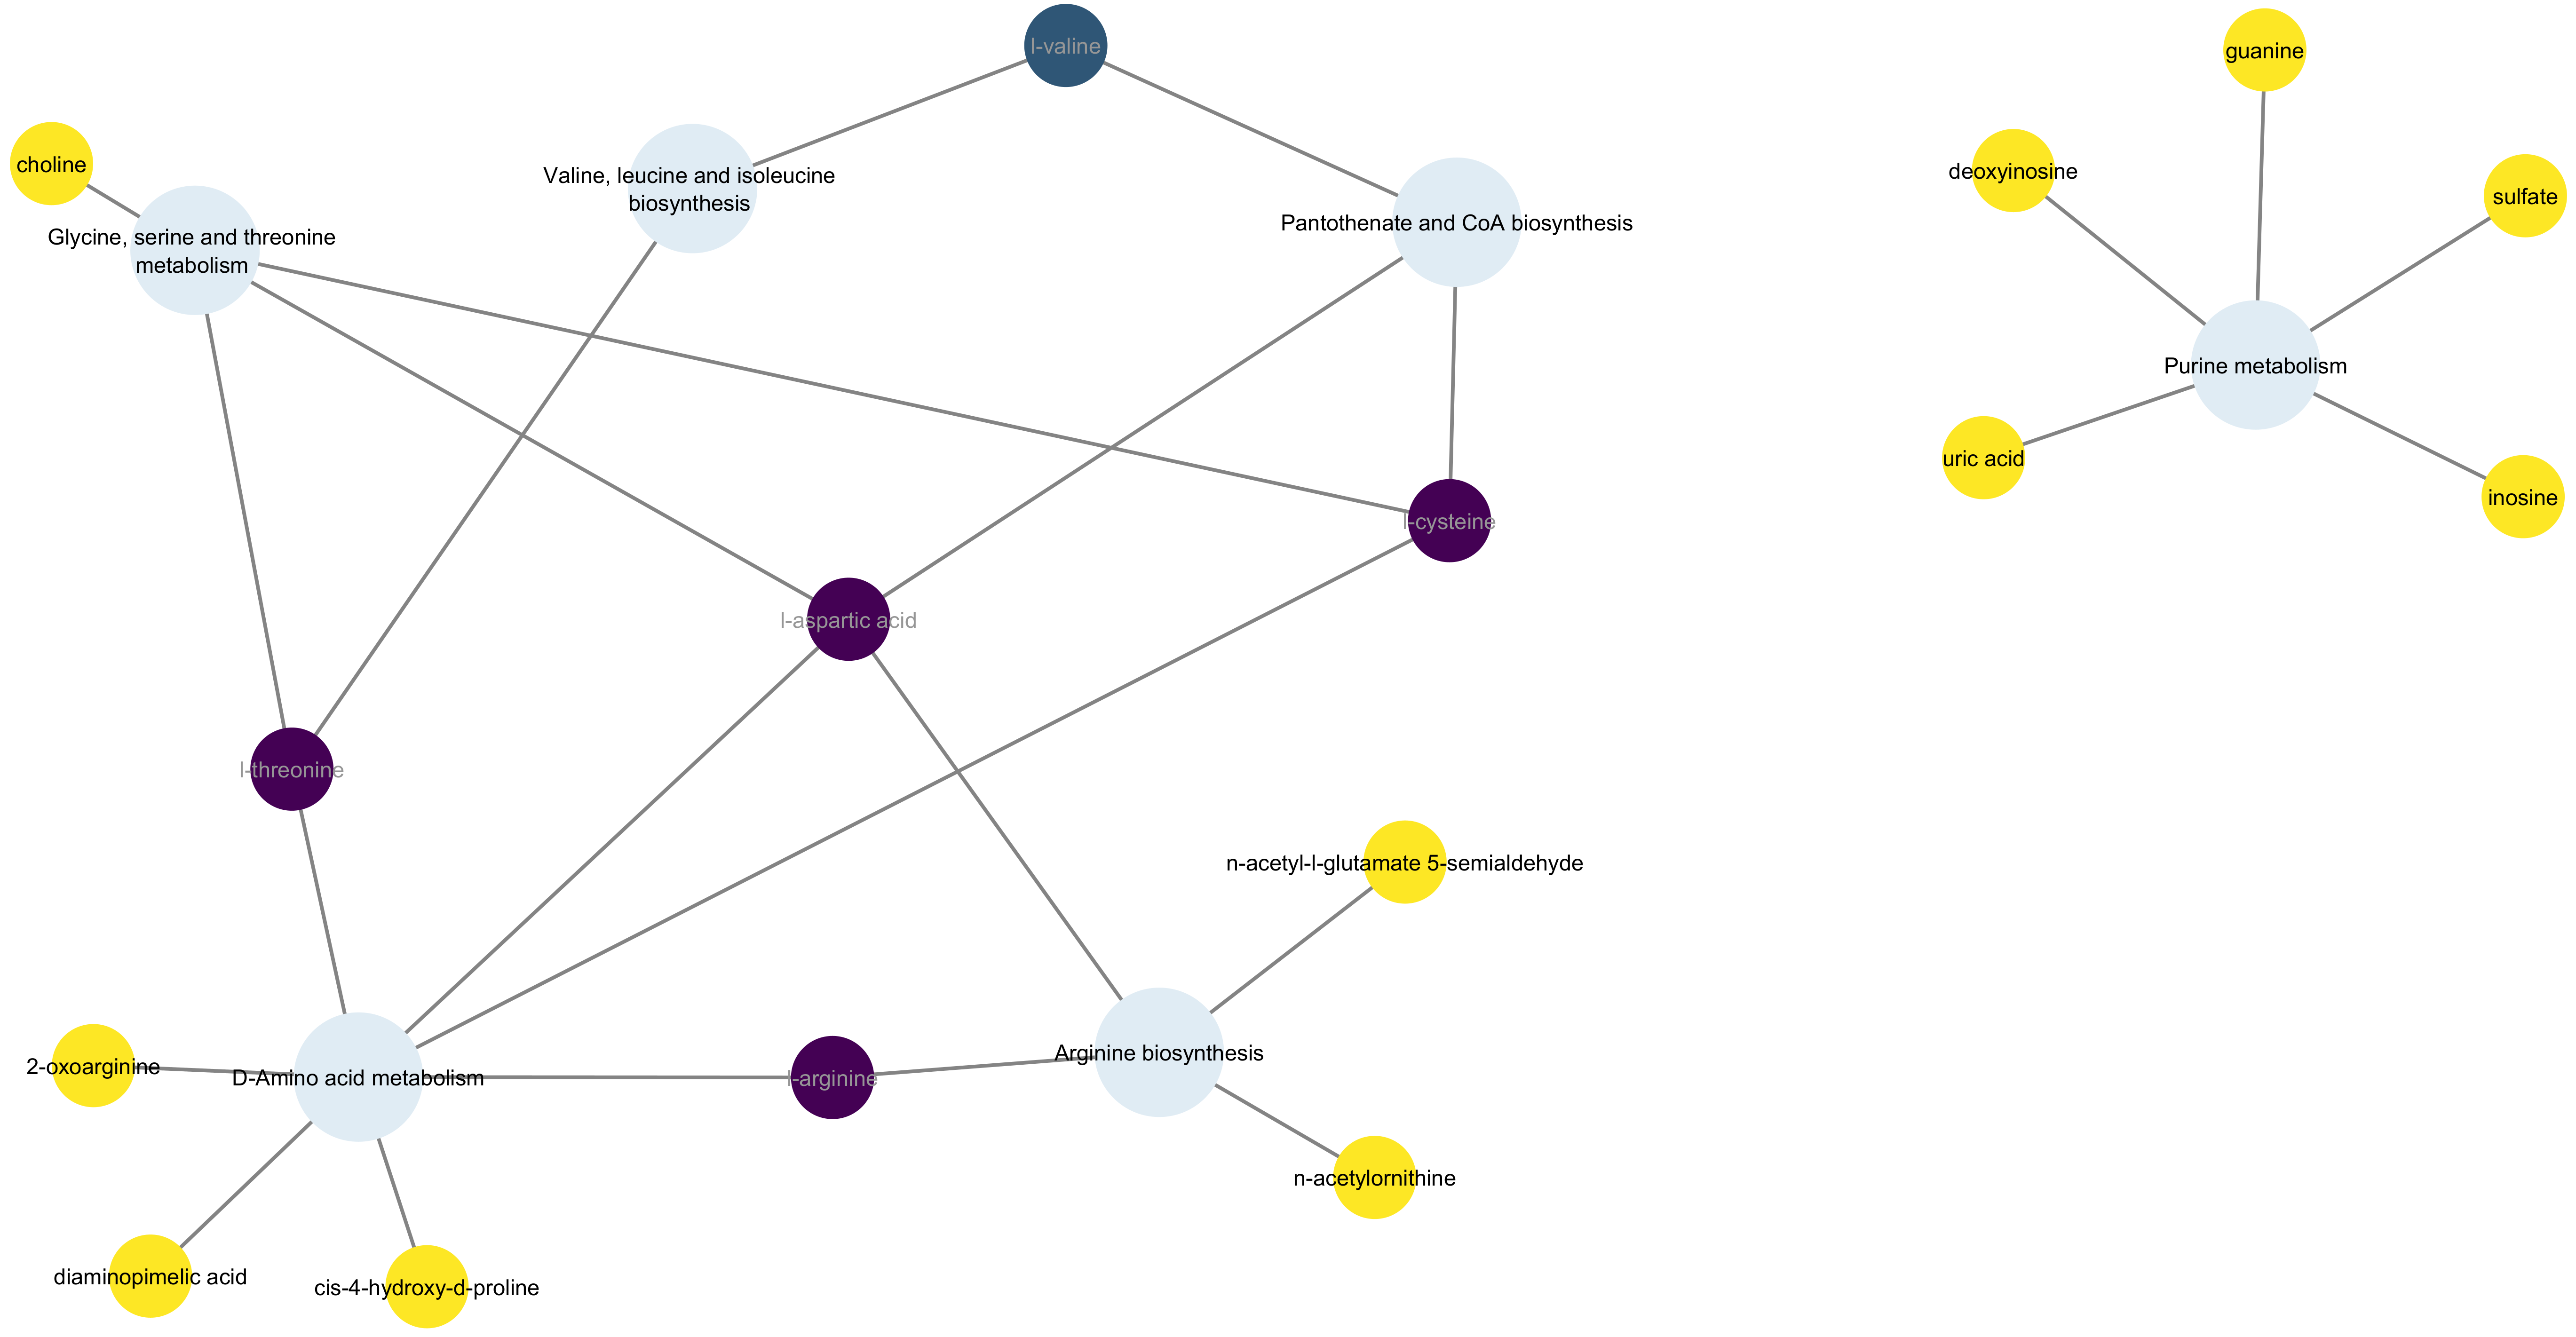 l-valine
guanine
choline
deoxyinosine
Valine, leucine and isoleucine
biosynthesis
sulfate
Pantothenate and CoA biosynthesis
Glycine, serine and threonine
metabolism
Purine metabolism
uric acid
inosine
l-cysteine
l-aspartic acid
l-threonine
n-acetyl-l-glutamate 5-semialdehyde
Arginine biosynthesis
2-oxoarginine
D-Amino acid metabolism
l-arginine
n-acetylornithine
diaminopimelic acid
cis-4-hydroxy-d-proline